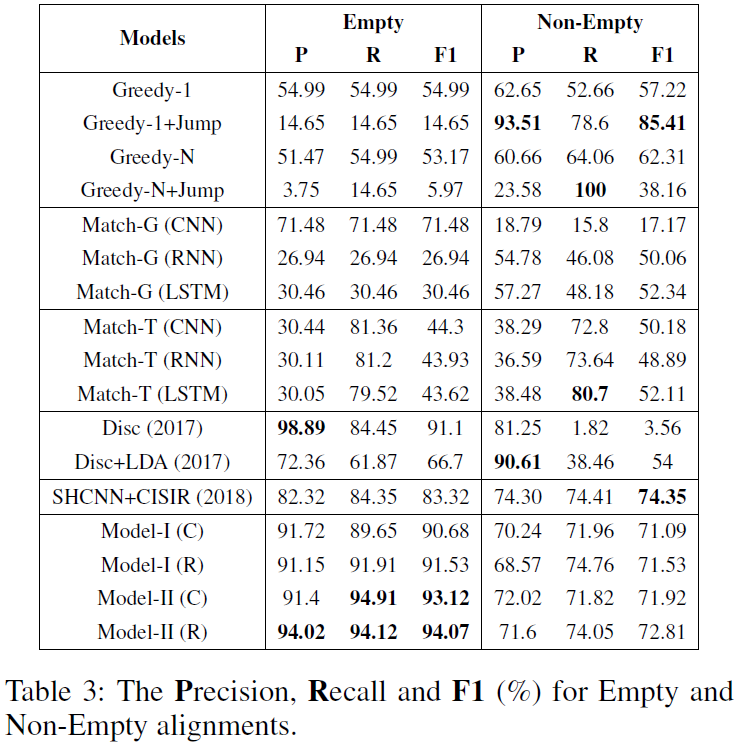 Models Empty Non-Empty
P R F1 P R F1
Greedy-1 54.99 54.99 54.99 62.65 52.66 57.22
Greedy-1+Jump 14.65 14.65 14.65 93.51 78.6 85.41
Greedy-N 51.47 54.99 53.17 60.66 64.06 62.31
Greedy-N+Jump 3.75 14.65 5.97 23.58 100 38.16
Match-G (CNN) 71.48 71.48 71.48 18.79 15.8 17.17
Match-G (RNN) 26.94 26.94 26.94 54.78 46.08 50.06
Match-G (LSTM) 30.46 30.46 30.46 57.27 48.18 52.34
Match-T (CNN) 30.44 81.36 44.3 38.29 72.8 50.18
Match-T (RNN) 30.11 81.2 43.93 36.59 73.64 48.89
Match-T (LSTM) 30.05 79.52 43.62 38.48 80.7 52.11
Disc (2017) 98.89 84.45 91.1 81.25 1.82 3.56
Disc+LDA (2017) 72.36 61.87 66.7 90.61 38.46 54
SHCNN+CISIR (2018) 82.32 84.35 83.32 74.30 74.41 74.35
Model-I (C) 91.72 89.65 90.68 70.24 71.96 71.09
Model-I (R) 91.15 91.91 91.53 68.57 74.76 71.53
Model-II (C) 91.4 94.91 93.12 72.02 71.82 71.92
Model-II (R) 94.02 94.12 94.07 71.6 74.05 72.81
Table 3: The Precision, Recall and F1 (%) for Empty and
Non-Empty alignments.